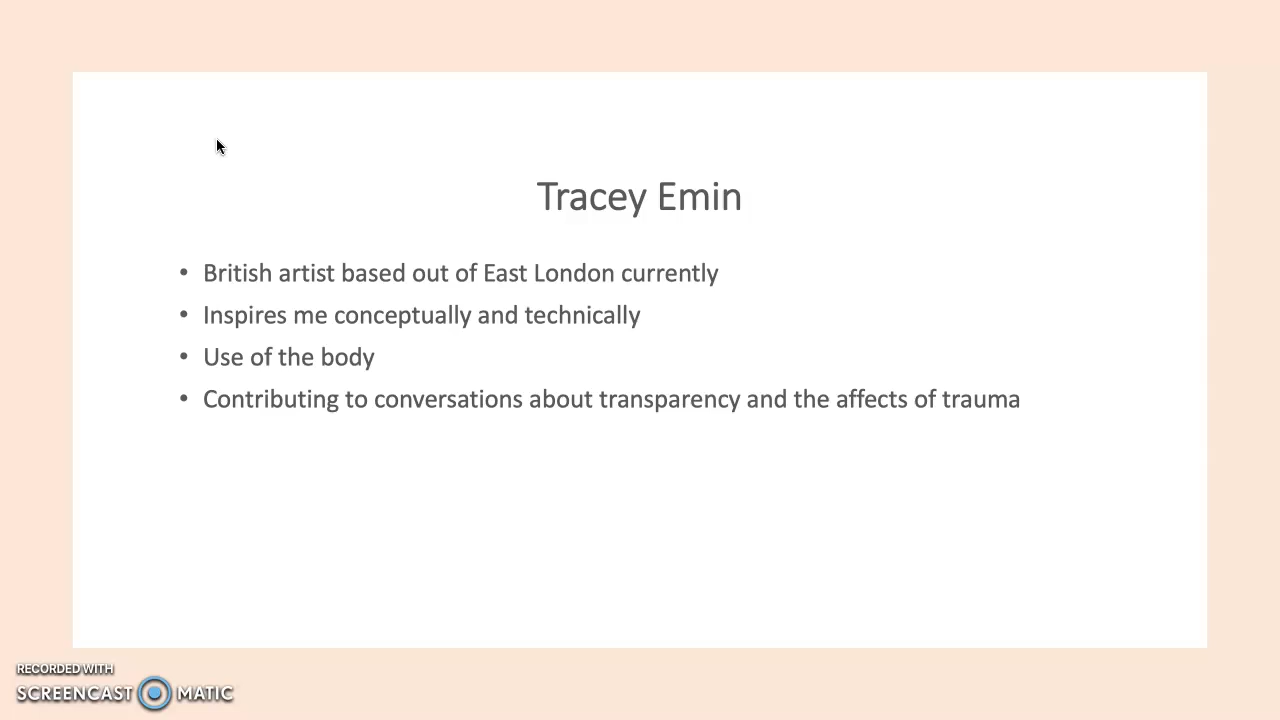 Tracey Emin
• British artist based out of East London currently
• Inspires me conceptually and technically
• Use of the body
• Contributing to conversations about transparency and the affects of trauma
RECORDED WITH
SCREENCAST MATIC